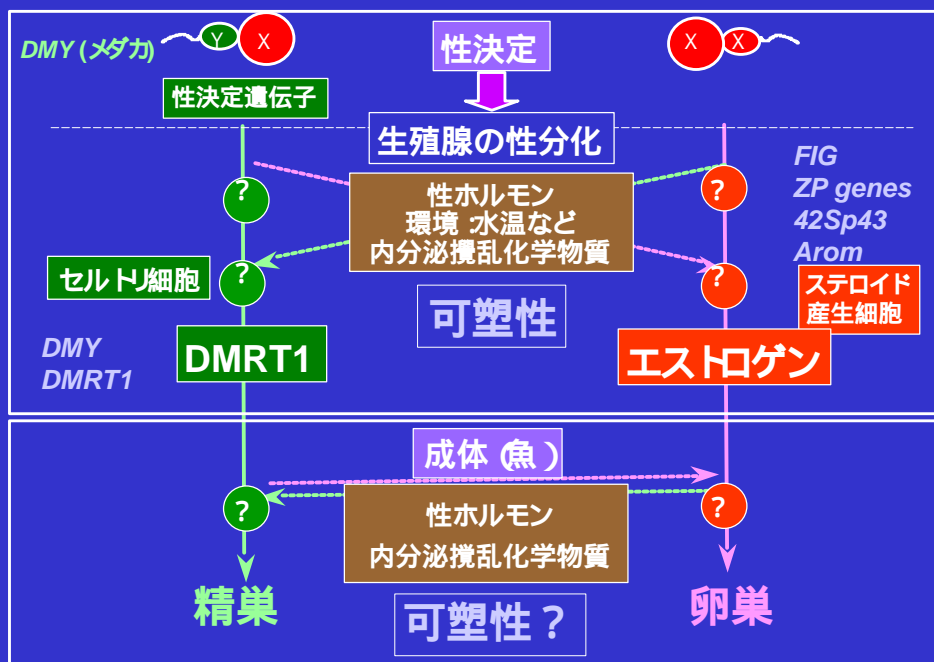 DMY (メダカ)
Y
X
性決定
X
X
性決定遺伝子
生殖腺の性分化
FIG
ZP genes
42Sp43
Arom
?
?
性ホルモン
環境：水温など
内分泌攪乱化学物質
セルトリ細胞
?
?
ステロイド
産生細胞
可塑性
DMY
DMRT1
DMRT1
エストロゲン
成体（魚）
?
?
性ホルモン
内分泌攪乱化学物質
精巣
卵巣
可塑性？